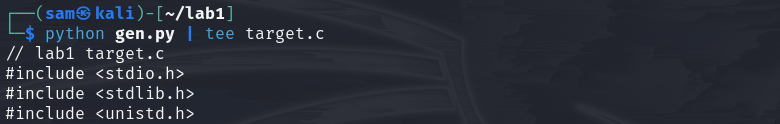 ┌──(sam㉿kali)-[~/lab1]
└─$ python gen.py | tee target.c
// lab1 target.c
#include <stdio.h>
#include <stdlib.h>
#include <unistd.h>